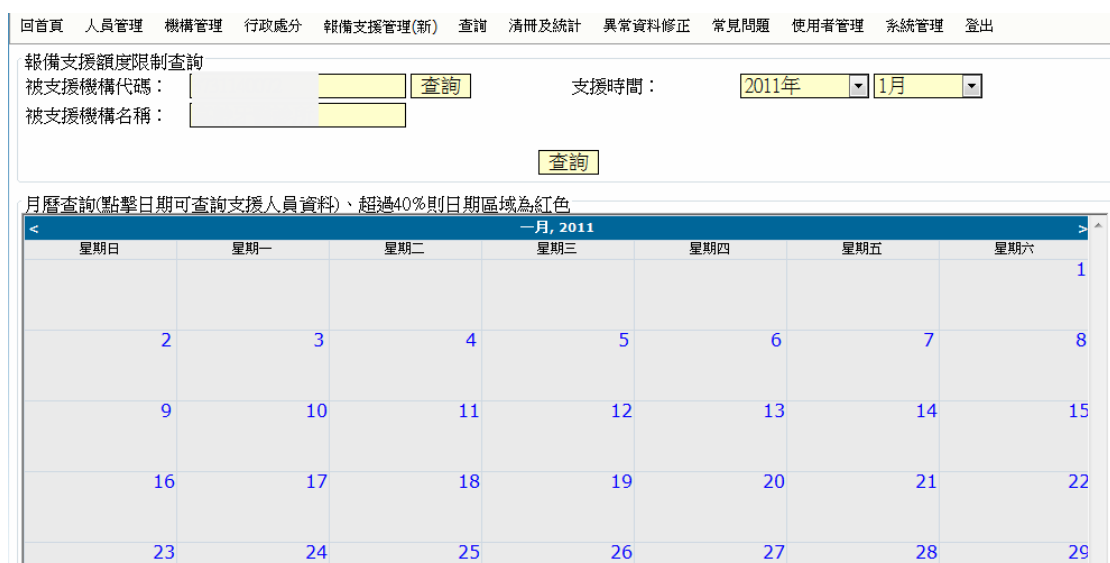 回首頁 人員管理 機構管理 行政處分 報備支援管理(新) 查詢 清冊及統計 異常資料修正 常見問題 使用者管理 系統管理 登出
報備支援額度限制查詢
被支援機構代碼： 查詢 支援時間： 2011年 1月
被支援機構名稱：
查詢
月曆查詢(點擊日期可查詢支援人員資料)、超過40%則日期區域為紅色
< 一月, 2011 >
星期日 星期一 星期二 星期三 星期四 星期五 星期六
1
2 3 4 5 6 7 8
9 10 11 12 13 14 15
16 17 18 19 20 21 22
23 24 25 26 27 28 29